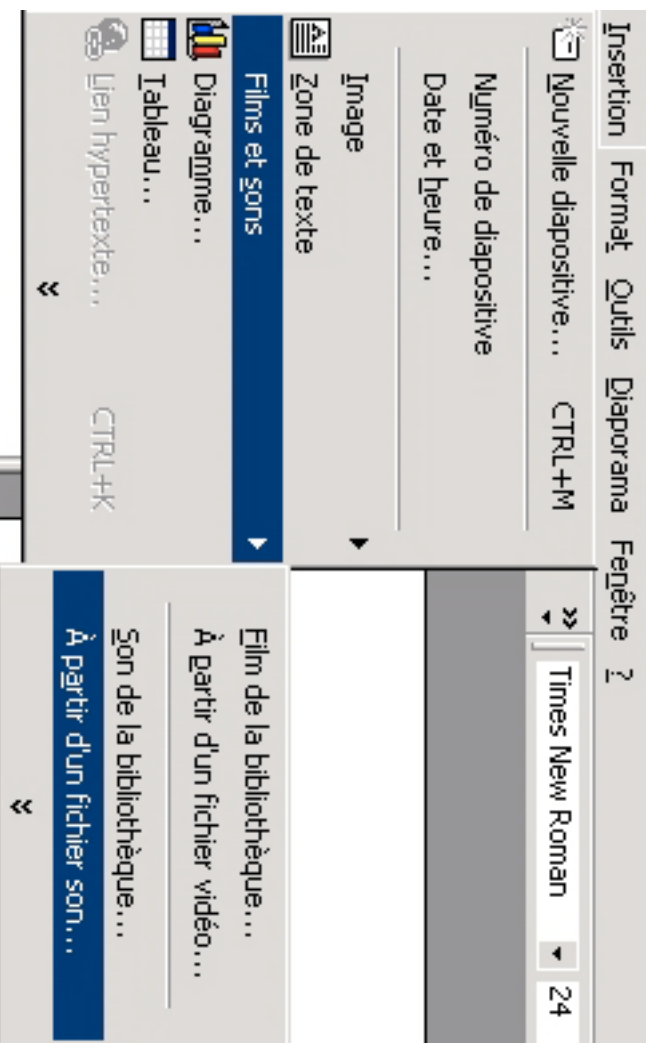 Insertion Format Outils Diaporama Fenêtre ?
Nouvelle diapositive... CTRL+M
Times New Roman 24
Numéro de diapositive
Date et heure...
Image
Zone de texte
Films et sons
Film de la bibliothèque...
Diagramme...
À partir d'un fichier vidéo...
Tableau...
Son de la bibliothèque...
Lien hypertexte... CTRL+K
À partir d'un fichier son...